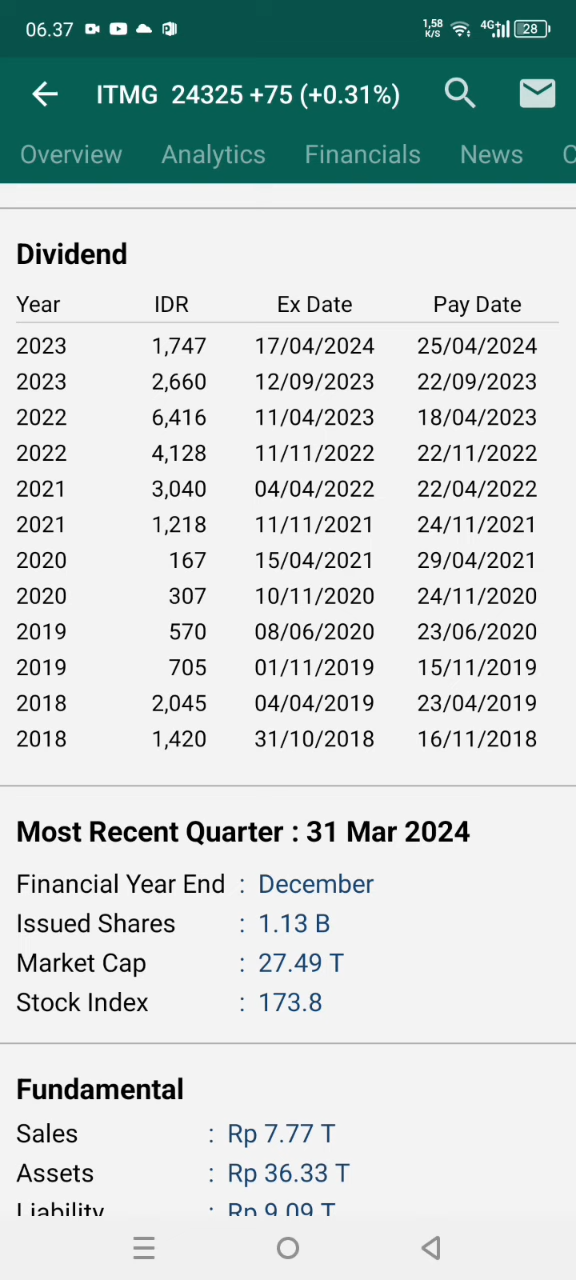 06.37 1,58 K/S 4G+ 28
ITMG 24325 +75 (+0.31%)
Overview Analytics Financials News C
Dividend
Year IDR Ex Date Pay Date
2023 1,747 17/04/2024 25/04/2024
2023 2,660 12/09/2023 22/09/2023
2022 6,416 11/04/2023 18/04/2023
2022 4,128 11/11/2022 22/11/2022
2021 3,040 04/04/2022 22/04/2022
2021 1,218 11/11/2021 24/11/2021
2020 167 15/04/2021 29/04/2021
2020 307 10/11/2020 24/11/2020
2019 570 08/06/2020 23/06/2020
2019 705 01/11/2019 15/11/2019
2018 2,045 04/04/2019 23/04/2019
2018 1,420 31/10/2018 16/11/2018
Most Recent Quarter : 31 Mar 2024
Financial Year End : December
Issued Shares : 1.13 B
Market Cap : 27.49 T
Stock Index : 173.8
Fundamental
Sales : Rp 7.77 T
Assets : Rp 36.33 T
Liability : Rp 9.09 T